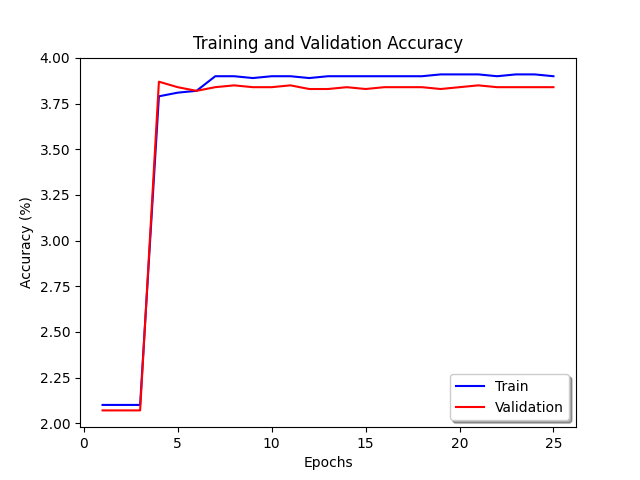 Training and Validation Accuracy
4.00
3.75
3.50
3.25
3.00
2.75
2.50
2.25
2.00
Accuracy (%)
0 5 10 15 20 25
Epochs
Train
Validation